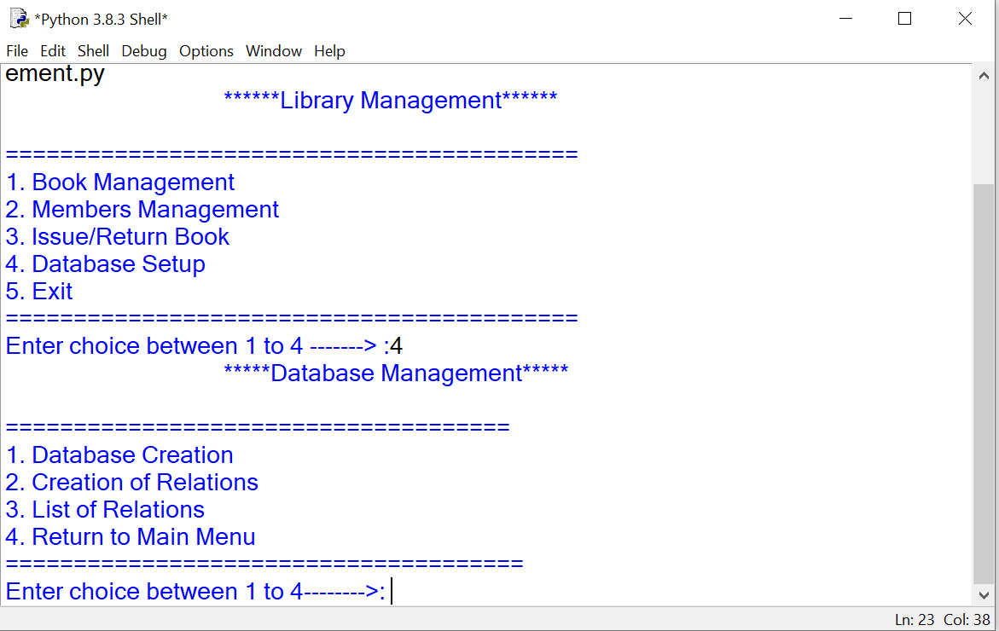 *Python 3.8.3 Shell*
File Edit Shell Debug Options Window Help
ement.py
******Library Management******
==========================================
1. Book Management
2. Members Management
3. Issue/Return Book
4. Database Setup
5. Exit
==========================================
Enter choice between 1 to 4 -------> :4
*****Database Management*****
=====================================
1. Database Creation
2. Creation of Relations
3. List of Relations
4. Return to Main Menu
======================================
Enter choice between 1 to 4-------->:
Ln: 23 Col: 38